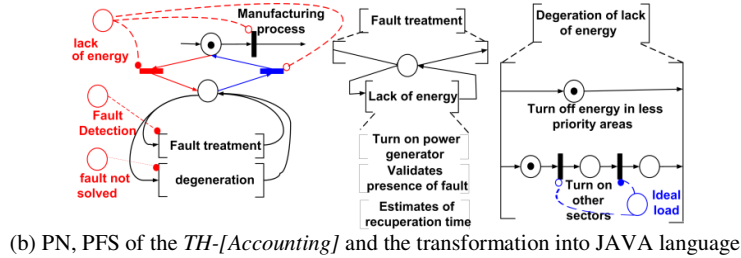 lack
of energy
Manufacturing
process
Fault
Detection
Fault treatment
fault not
solved
degeneration
Fault treatment
Lack of energy
Turn on power
generator
Validates
presence of fault
Estimates of
recuperation time
Degeration of lack
of energy
Turn off energy in less
priority areas
Turn on
other
sectors
Ideal
load
(b) PN, PFS of the TH-[Accounting] and the transformation into JAVA language